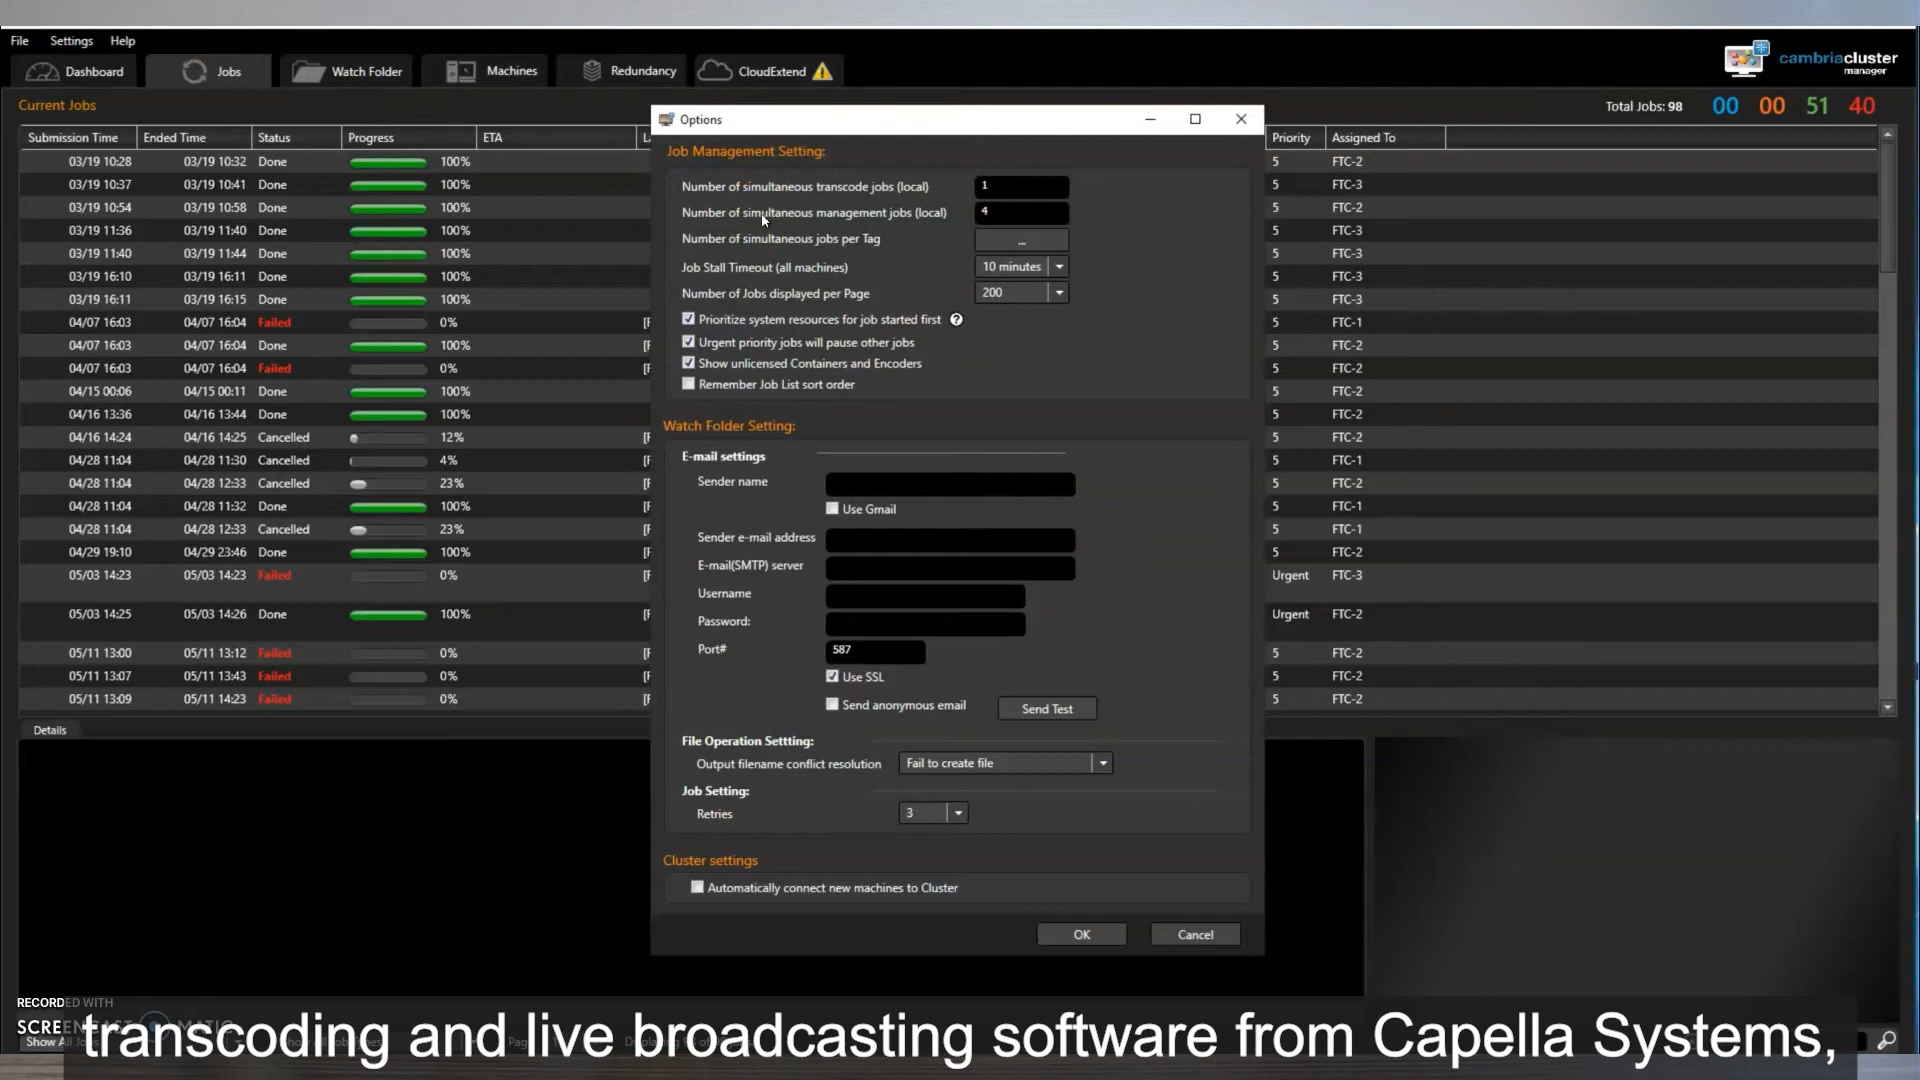 File Settings Help
Dashboard Jobs Watch Folder Machines Redundancy CloudExtend
cambriacluster
manager
Current Jobs
Total Jobs: 98 00 00 51 40
Submission Time Ended Time Status Progress ETA Priority Assigned To
03/19 10:28 03/19 10:32 Done 100% 5 FTC-2
03/19 10:37 03/19 10:41 Done 100% 5 FTC-3
03/19 10:54 03/19 10:58 Done 100% 5 FTC-2
03/19 11:36 03/19 11:40 Done 100% 5 FTC-3
03/19 11:40 03/19 11:44 Done 100% 5 FTC-3
03/19 16:10 03/19 16:11 Done 100% 5 FTC-3
03/19 16:11 03/19 16:15 Done 100% 5 FTC-3
04/07 16:03 04/07 16:04 Failed 0% 5 FTC-1
04/07 16:03 04/07 16:04 Done 100% 5 FTC-2
04/07 16:03 04/07 16:04 Failed 0% 5 FTC-2
04/15 00:06 04/15 00:11 Done 100% 5 FTC-2
04/16 13:36 04/16 13:44 Done 100% 5 FTC-2
04/16 14:24 04/16 14:25 Cancelled 12% 5 FTC-2
04/28 11:04 04/28 11:30 Cancelled 4% 5 FTC-1
04/28 11:04 04/28 12:33 Cancelled 23% 5 FTC-2
04/28 11:04 04/28 11:32 Done 100% 5 FTC-1
04/28 11:04 04/28 12:33 Cancelled 23% 5 FTC-1
04/29 19:10 04/29 23:46 Done 100% 5 FTC-2
05/03 14:23 05/03 14:23 Failed 0% Urgent FTC-3
05/03 14:25 05/03 14:26 Done 100% Urgent FTC-2
05/11 13:00 05/11 13:12 Failed 0% 5 FTC-2
05/11 13:07 05/11 13:43 Failed 0% 5 FTC-2
05/11 13:09 05/11 14:23 Failed 0% 5 FTC-2
Details
Options
Job Management Setting:
Number of simultaneous transcode jobs (local) 1
Number of simultaneous management jobs (local) 4
Number of simultaneous jobs per Tag ...
Job Stall Timeout (all machines) 10 minutes
Number of Jobs displayed per Page 200
Prioritize system resources for job started first ?
Urgent priority jobs will pause other jobs
Show unlicensed Containers and Encoders
Remember Job List sort order
Watch Folder Setting:
E-mail settings
Sender name
Use Gmail
Sender e-mail address
E-mail(SMTP) server
Username
Password:
Port# 587
Use SSL
Send anonymous email Send Test
File Operation Settting:
Output filename conflict resolution Fail to create file
Job Setting:
Retries 3
Cluster settings
Automatically connect new machines to Cluster
OK Cancel
RECORDED WITH
SCREENCAST MATIC
transcoding and live broadcasting software from Capella Systems,